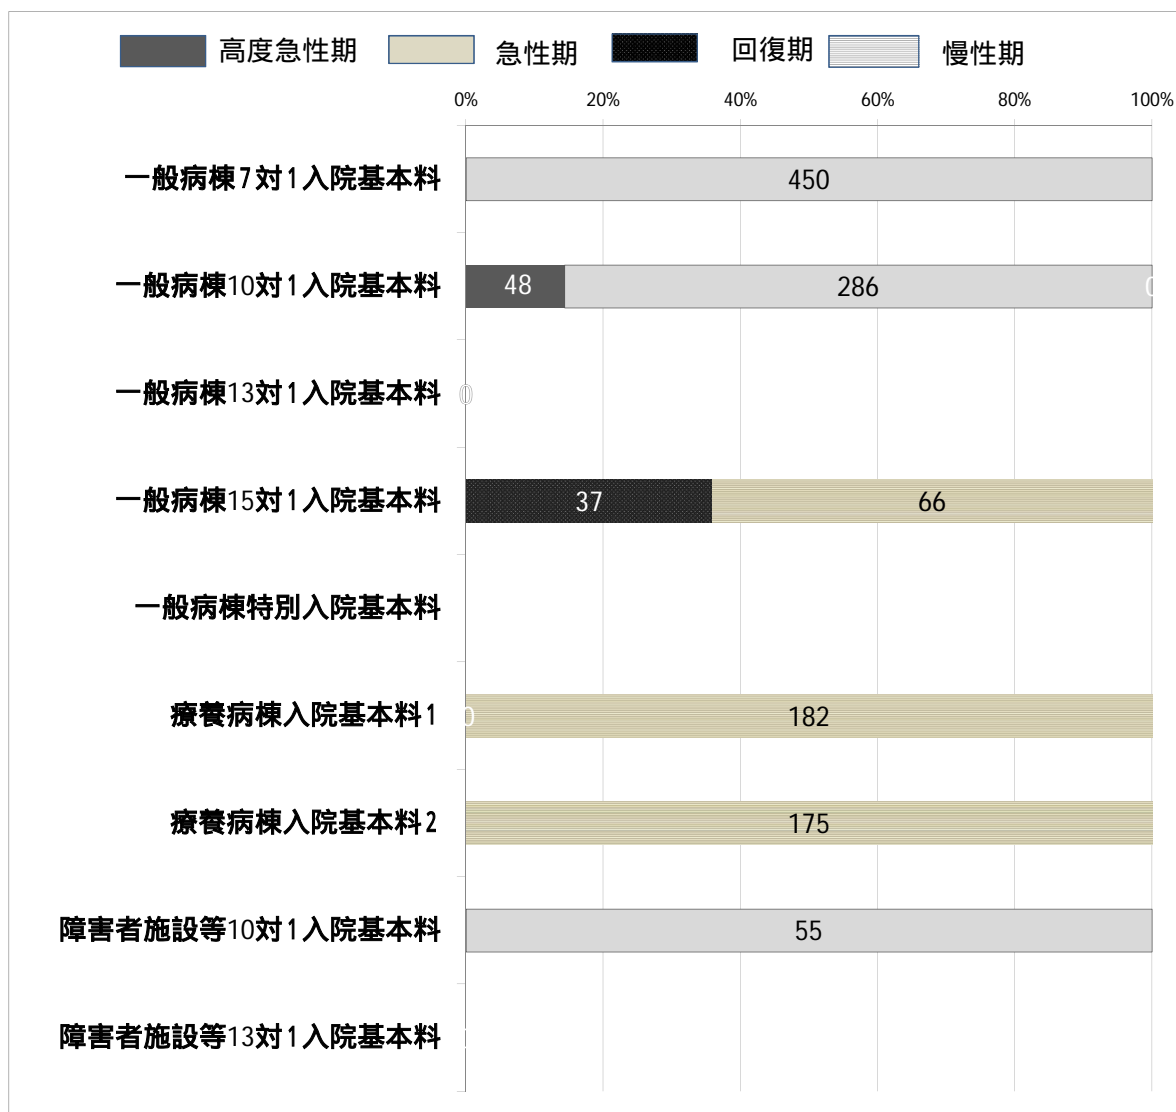 高度急性期 急性期 回復期 慢性期
0% 20% 40% 60% 80% 100%
一般病棟7対1入院基本料 450
一般病棟10対1入院基本料 48 286 0
一般病棟13対1入院基本料 0
一般病棟15対1入院基本料 37 66
一般病棟特別入院基本料
療養病棟入院基本料1 0 182
療養病棟入院基本料2 175
障害者施設等10対1入院基本料 55
障害者施設等13対1入院基本料